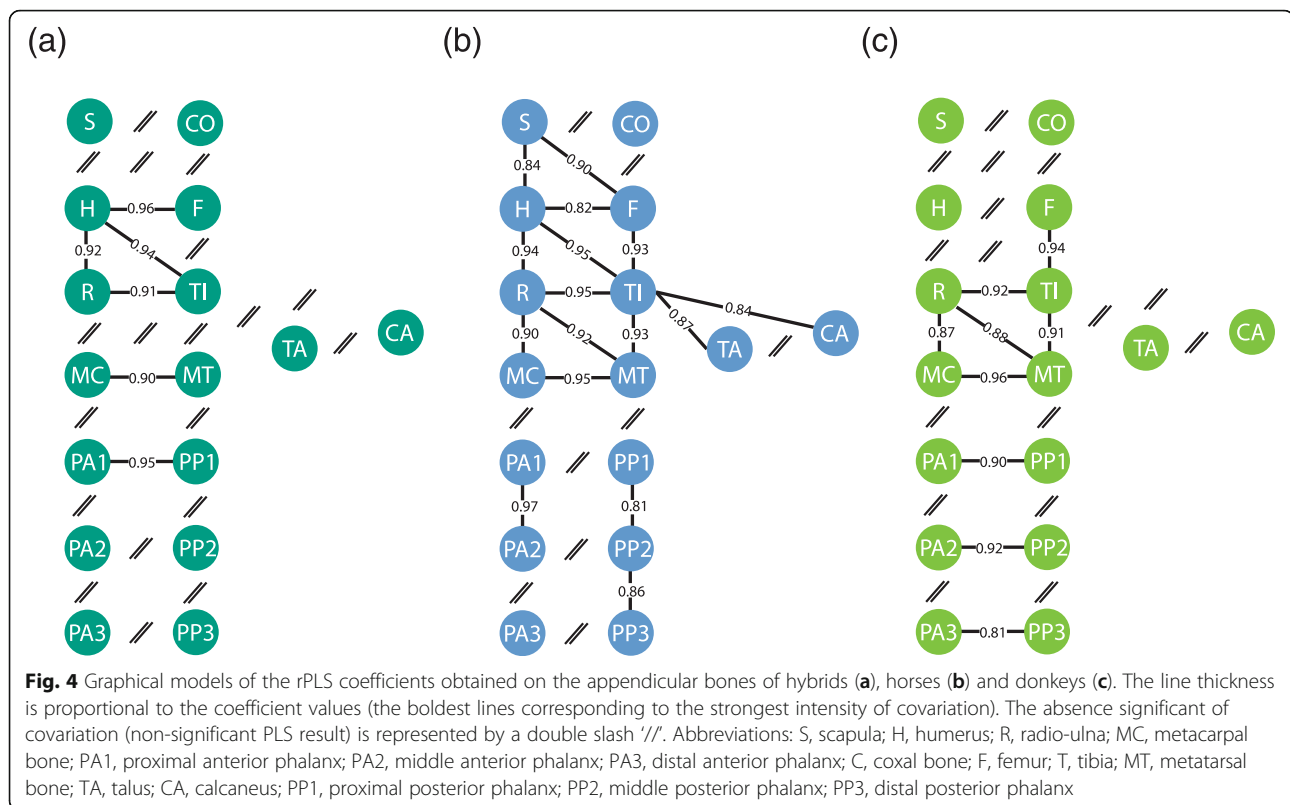 (a) (b) (c)
S // CO
// // //
H 0.96 F
0.92 0.94 //
R 0.91 TI
// // // // //
TA // CA
MC 0.90 MT
// //
PA1 0.95 PP1
// //
PA2 // PP2
// //
PA3 // PP3
S // CO
0.84 0.90 //
H 0.82 F
0.94 0.95 0.93
R 0.95 TI
0.90 0.92 0.93 0.87 0.84
TA // CA
MC 0.95 MT
// //
PA1 // PP1
0.97 0.81
PA2 // PP2
// 0.86
PA3 // PP3
S // CO
// // //
H // F
// // 0.94
R 0.92 TI
0.87 0.88 0.91 // //
TA // CA
MC 0.96 MT
// //
PA1 0.90 PP1
// //
PA2 0.92 PP2
// //
PA3 0.81 PP3
Fig. 4 Graphical models of the rPLS coefficients obtained on the appendicular bones of hybrids (a), horses (b) and donkeys (c). The line thickness
is proportional to the coefficient values (the boldest lines corresponding to the strongest intensity of covariation). The absence significant of
covariation (non-significant PLS result) is represented by a double slash ‘//’. Abbreviations: S, scapula; H, humerus; R, radio-ulna; MC, metacarpal
bone; PA1, proximal anterior phalanx; PA2, middle anterior phalanx; PA3, distal anterior phalanx; C, coxal bone; F, femur; T, tibia; MT, metatarsal
bone; TA, talus; CA, calcaneus; PP1, proximal posterior phalanx; PP2, middle posterior phalanx; PP3, distal posterior phalanx